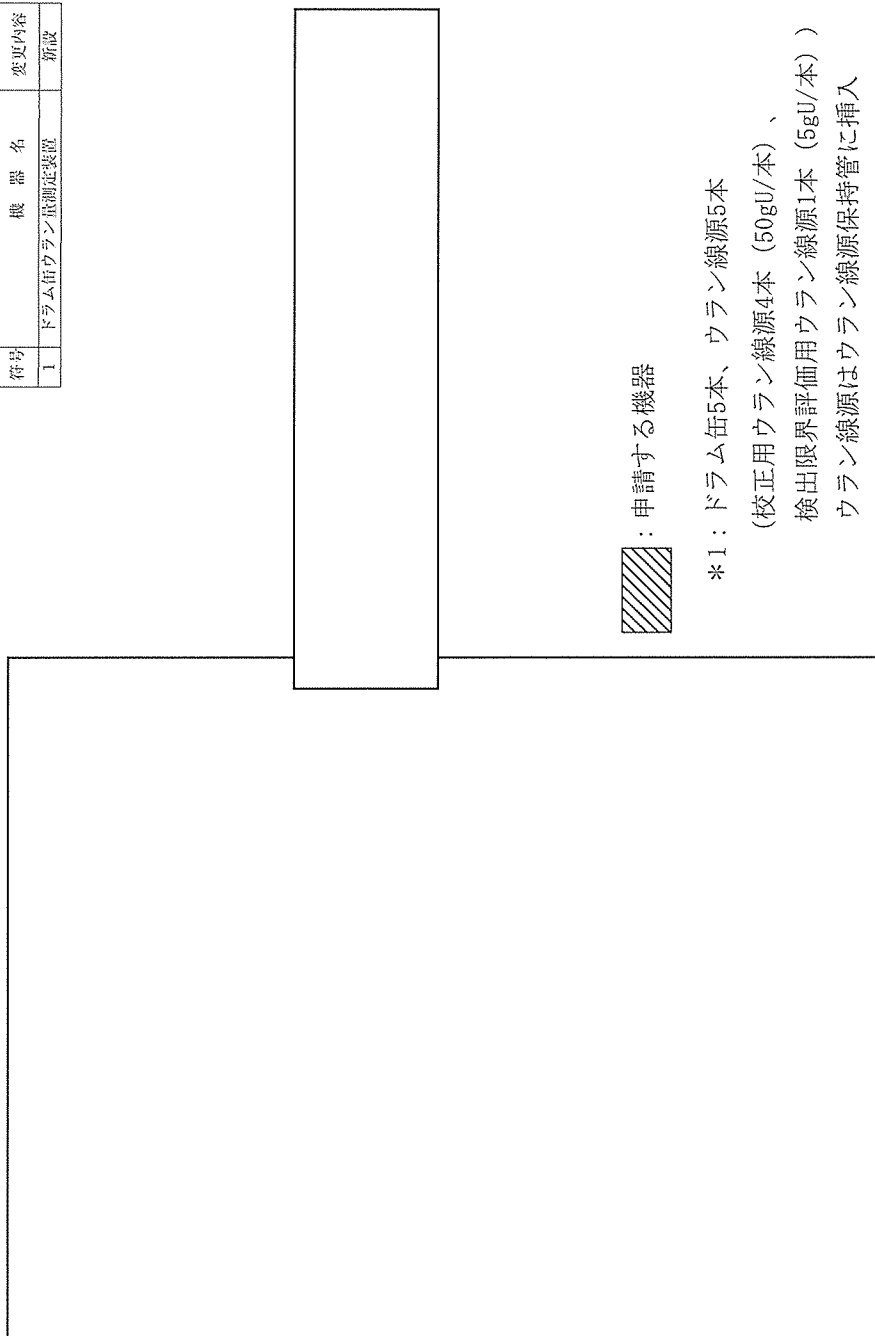 符号 機器名 変更内容
1 ドラム缶ウラン量測定装置 新設
：申請する機器
＊1：ドラム缶5本、ウラン線源5本
(校正用ウラン線源4本（50gU/本）、
検出限界評価用ウラン線源1本（5gU/本）)
ウラン線源はウラン線源保持管に挿入